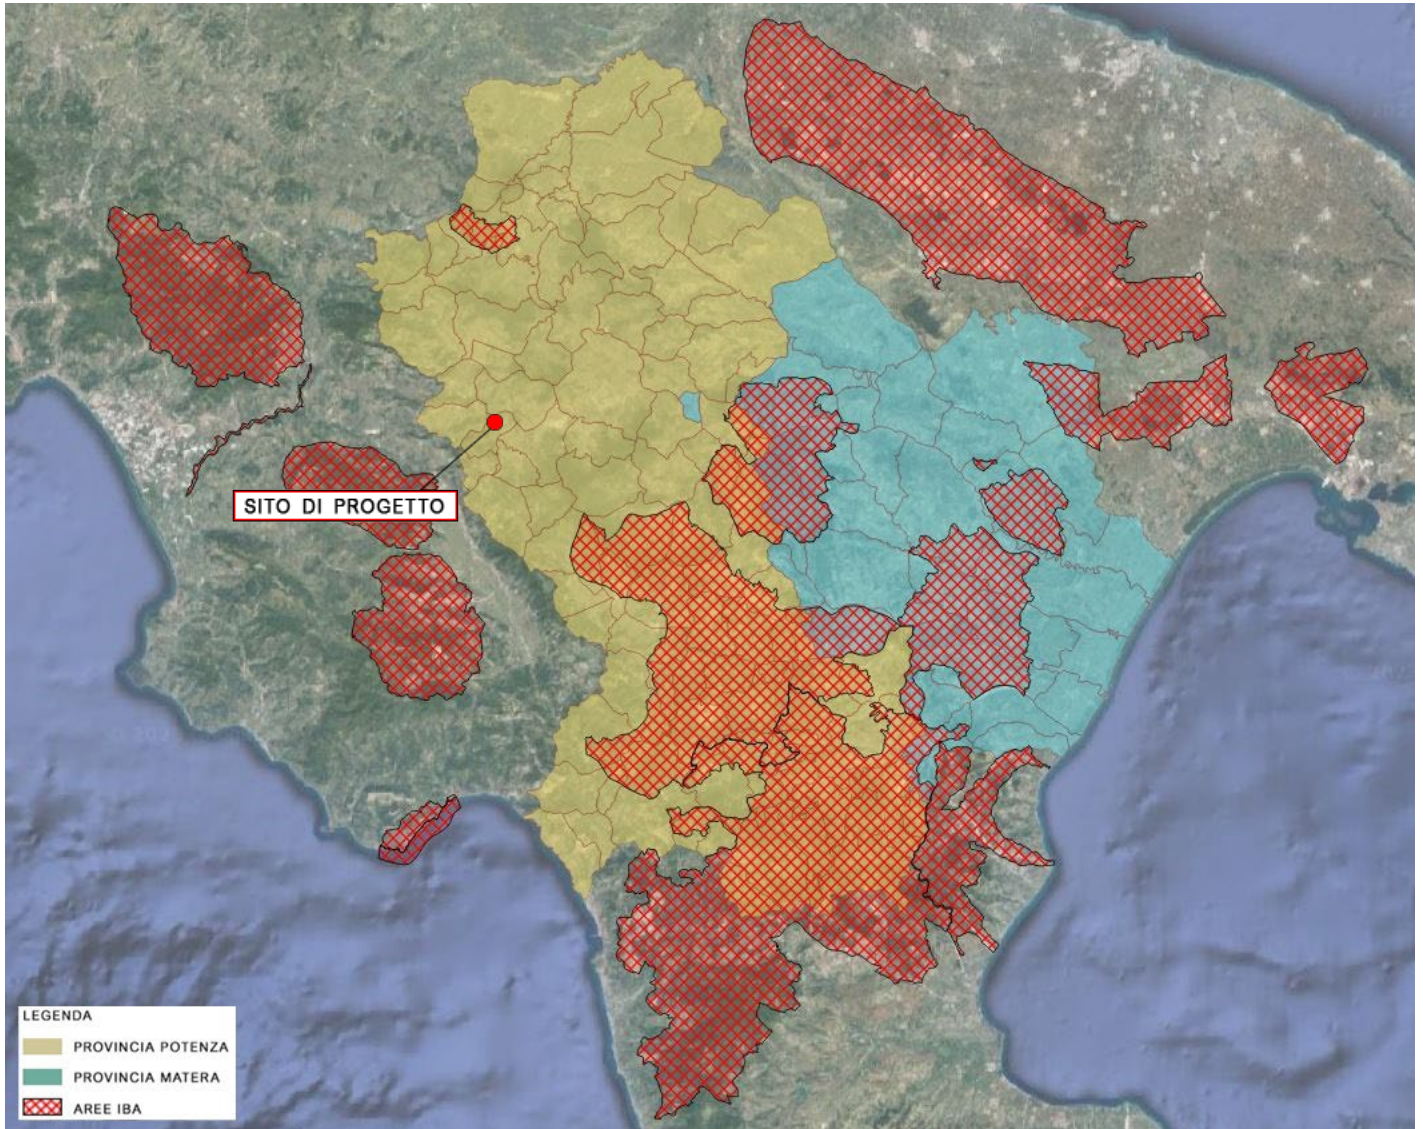 SITO DI PROGETTO
LEGENDA
PROVINCIA POTENZA
PROVINCIA MATERA
AREE IBA